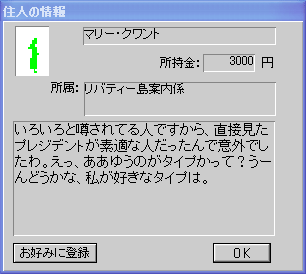 住人の情報
マリー・クワント
所持金: 3000 円
所属: リバティー島案内係
いろいろと噂されてる人ですから、直接見た
プレジデントが素適な人だったんで意外でし
たわ。えっ、ああゆうのがタイプかって？うー
んどうかな、私が好きなタイプは。
お好みに登録 OK